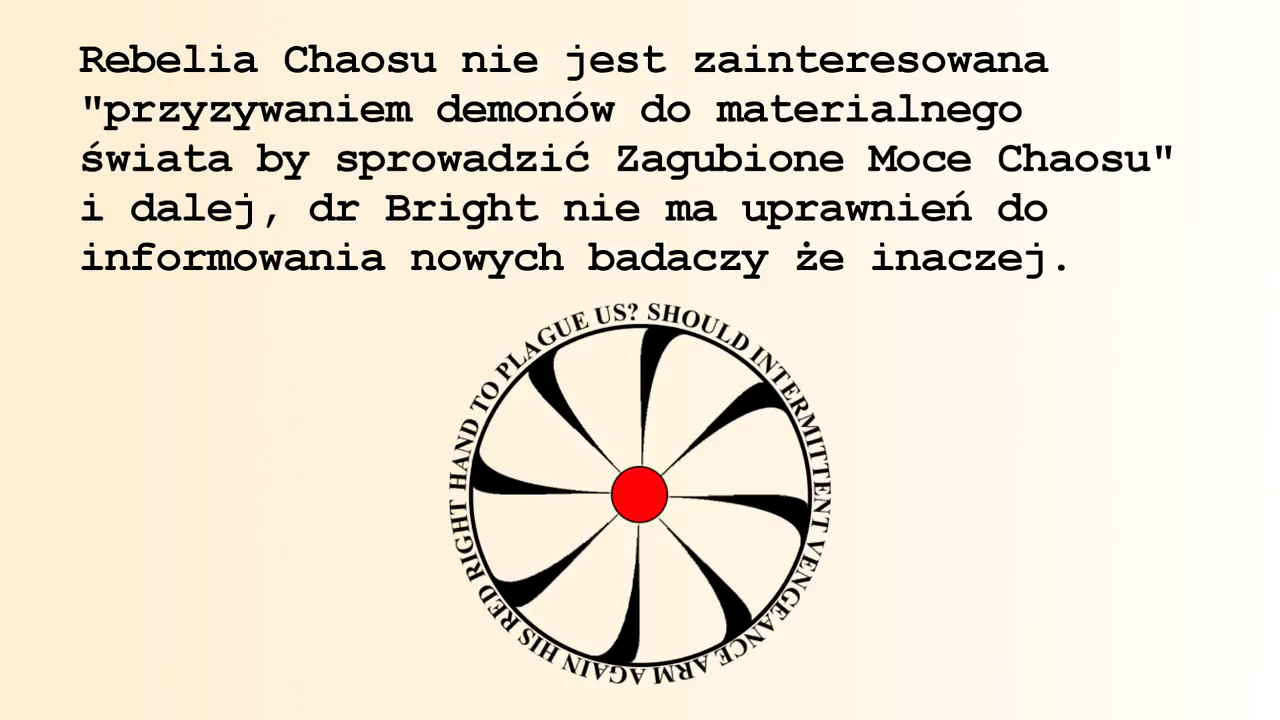 Rebelia Chaosu nie jest zainteresowana
"przyzywaniem demonów do materialnego
świata by sprowadzić Zagubione Moce Chaosu"
i dalej, dr Bright nie ma uprawnień do
informowania nowych badaczy że inaczej.
SHOULD INTERMITTENT VENGEANCE ARM AGAIN HIS RED RIGHT HAND TO PLAGUE US?